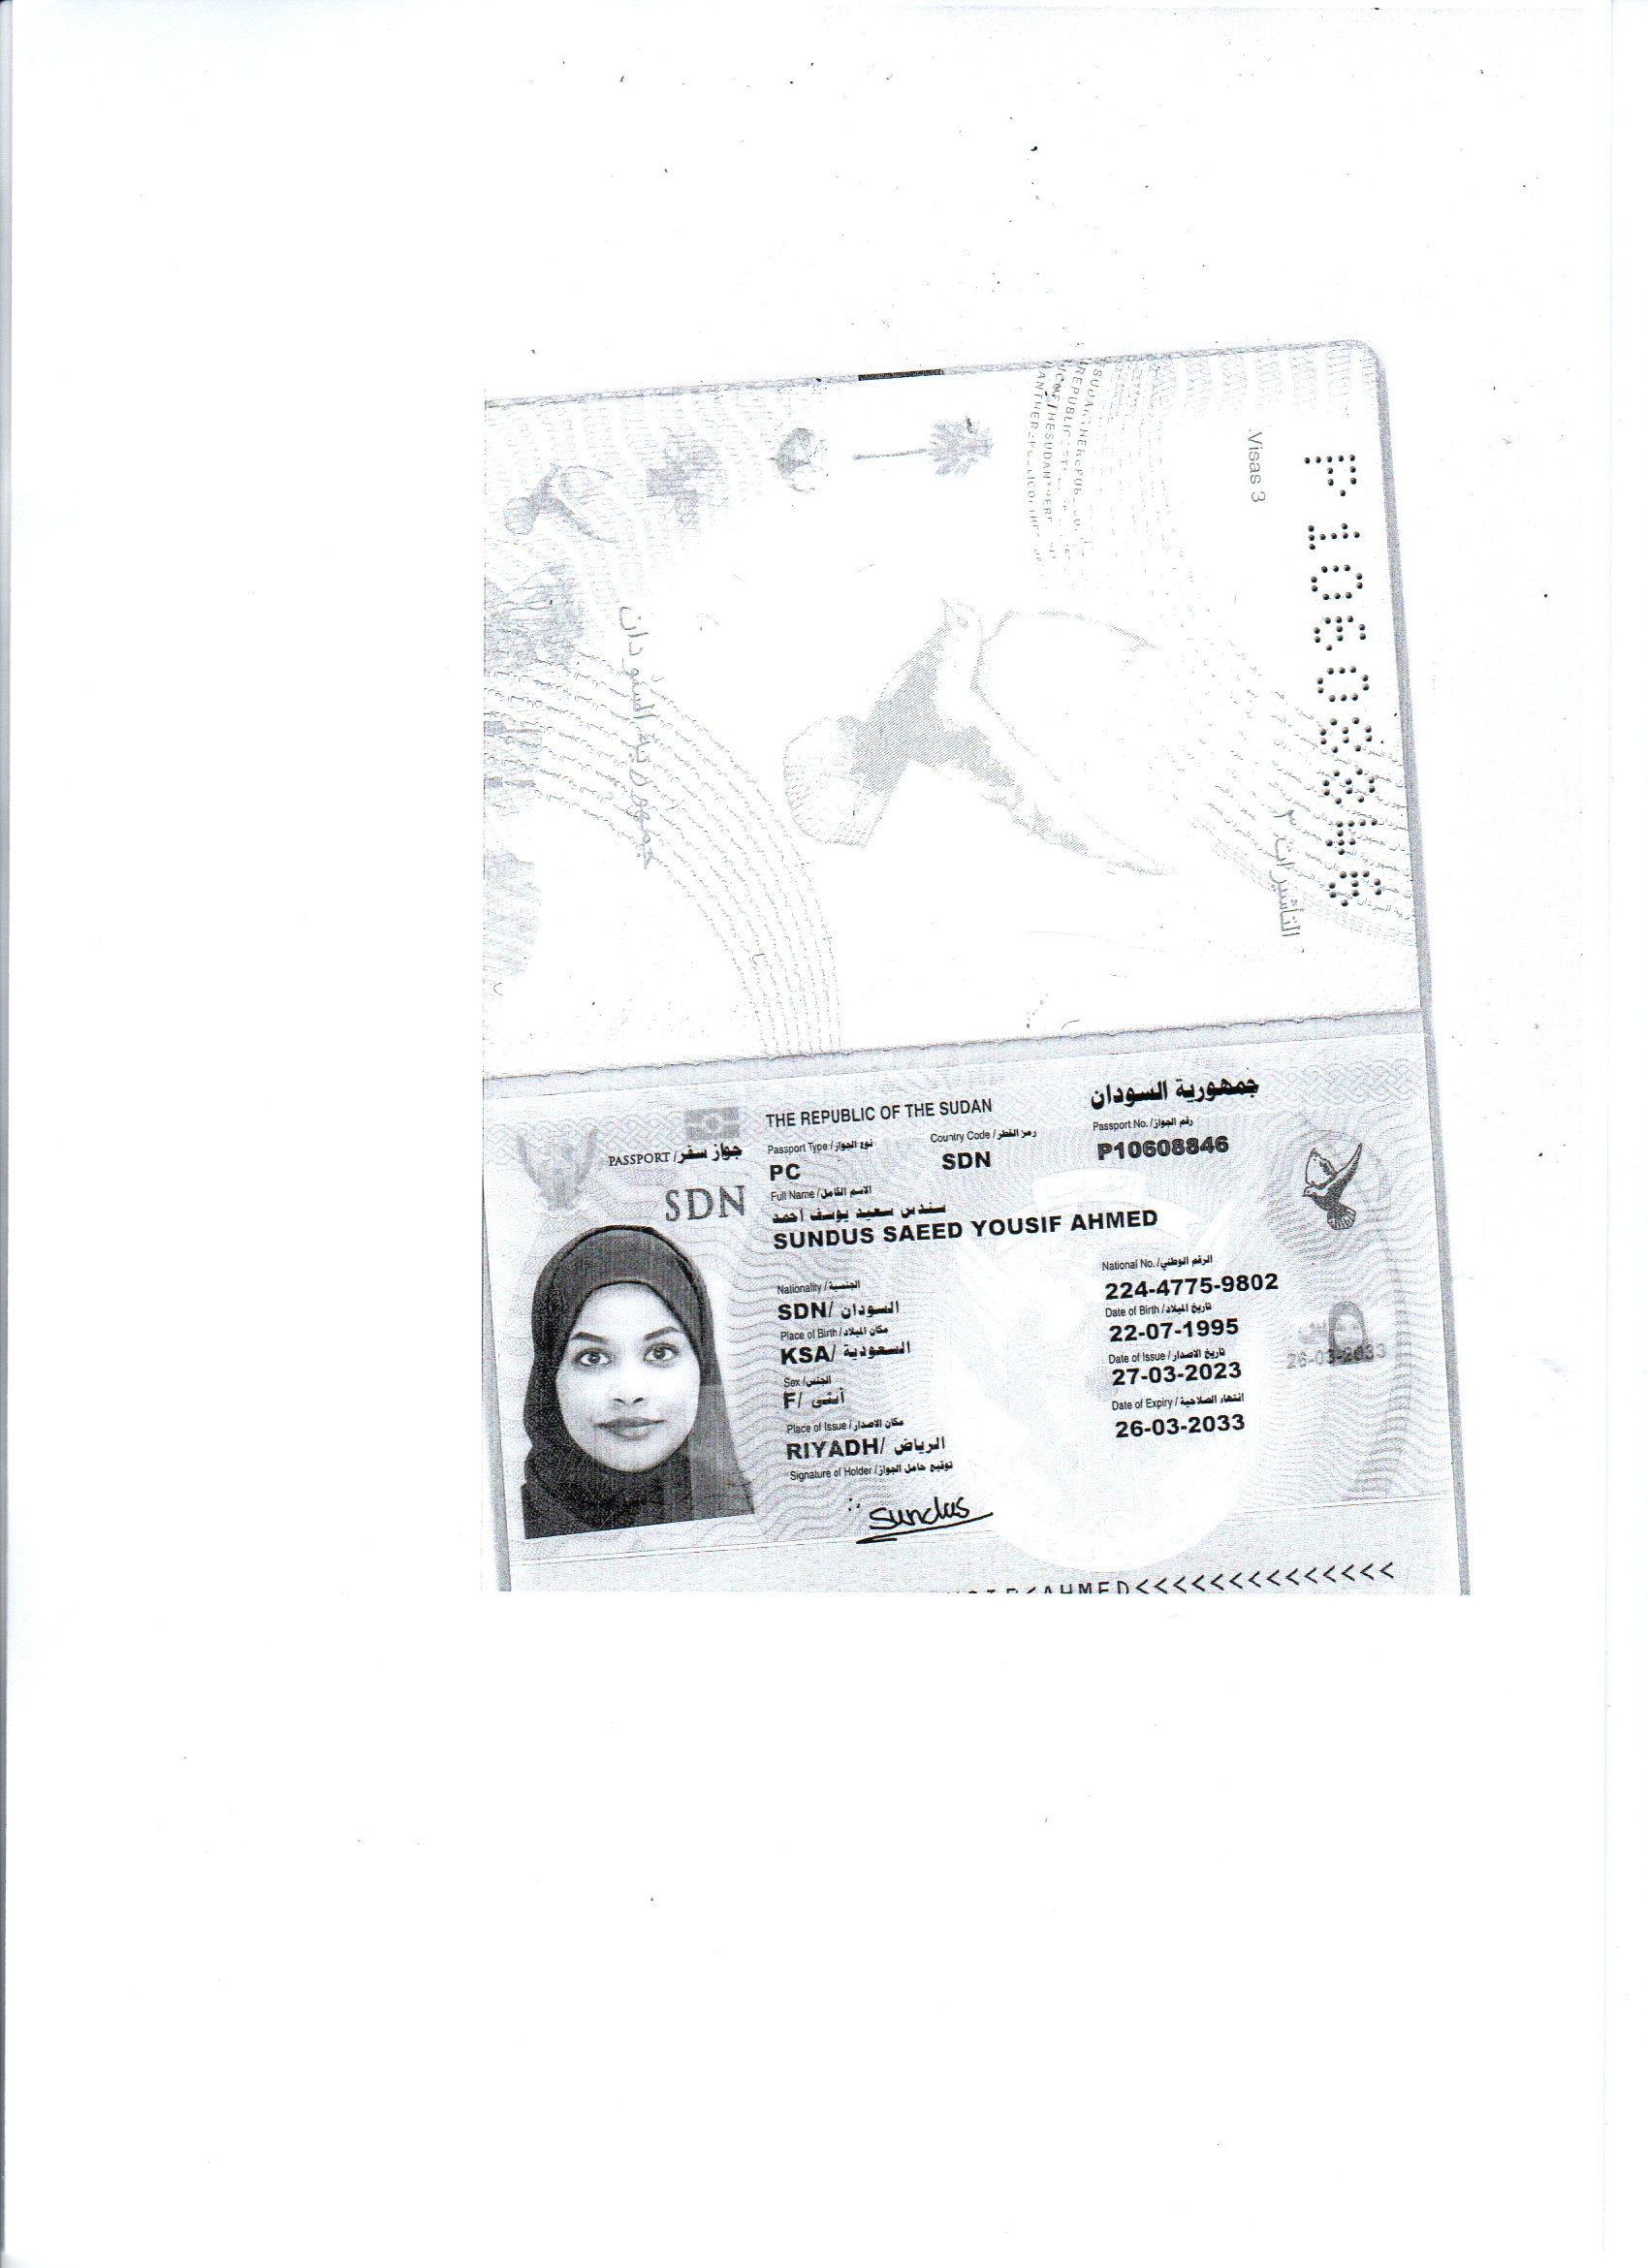 Visas 3
التأشيرات ٣
P10608846
جمهورية السودان
THE REPUBLIC OF THE SUDAN
جمهورية السودان
PASSPORT / جواز سفر
SDN
Passport Type / نوع الجواز
Country Code / رمز القطر
Passport No. / رقم الجواز
PC
SDN
P10608846
Full Name / الاسم الكامل
سندس سعيد يوسف احمد
SUNDUS SAEED YOUSIF AHMED
Nationality / الجنسية
National No. / الرقم الوطني
SDN/ السودان
224-4775-9802
Place of Birth / مكان الميلاد
Date of Birth / تاريخ الميلاد
KSA/ السعودية
22-07-1995
Sex / الجنس
Date of Issue / تاريخ الاصدار
F/ أنثى
27-03-2023
Place of Issue / مكان الاصدار
Date of Expiry / انتهاء الصلاحية
RIYADH/ الرياض
26-03-2033
Signature of Holder / توقيع حامل الجواز
Sundus
26-03-2033
<AHMED<<<<<<<<<<<<<<